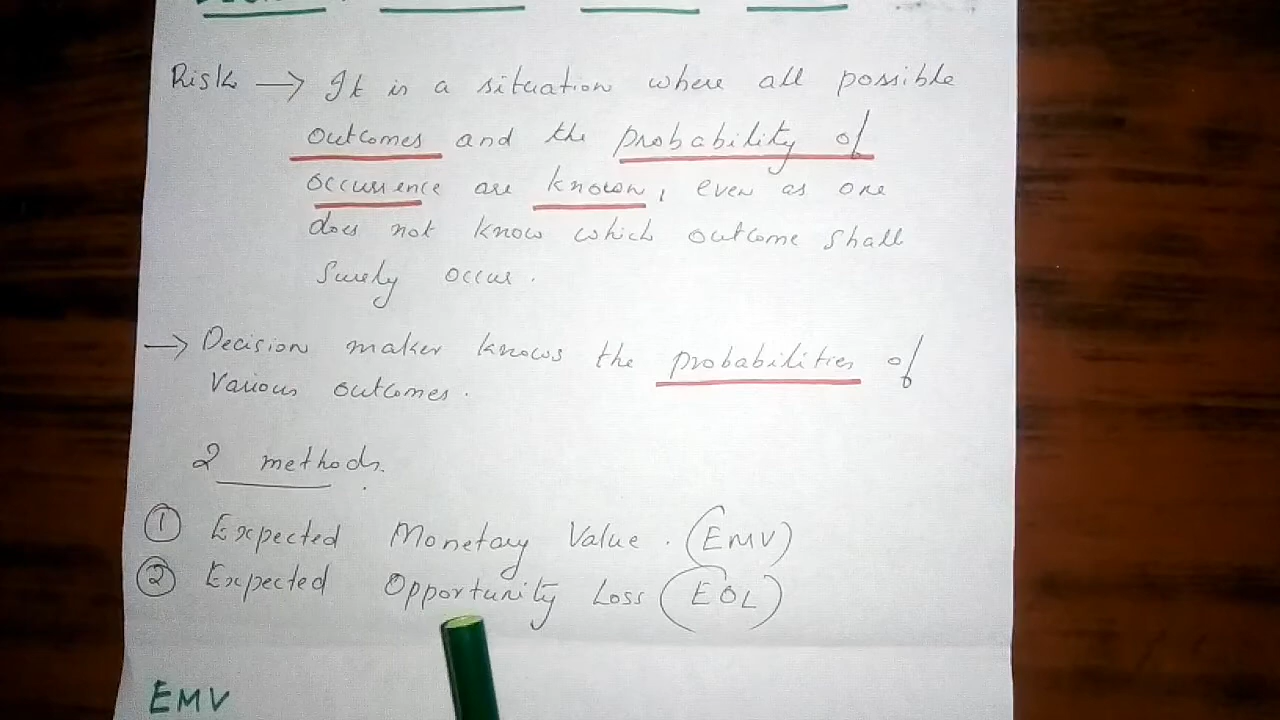 Risk → It is a situation where all possible
outcomes and the probability of
occurrence are known, even as one
does not know which outcome shall
surely occur.
→ Decision maker knows the probabilities of
various outcomes.
2 methods.
① Expected Monetary Value. (EMV)
② Expected Opportunity Loss (EOL)
EMV